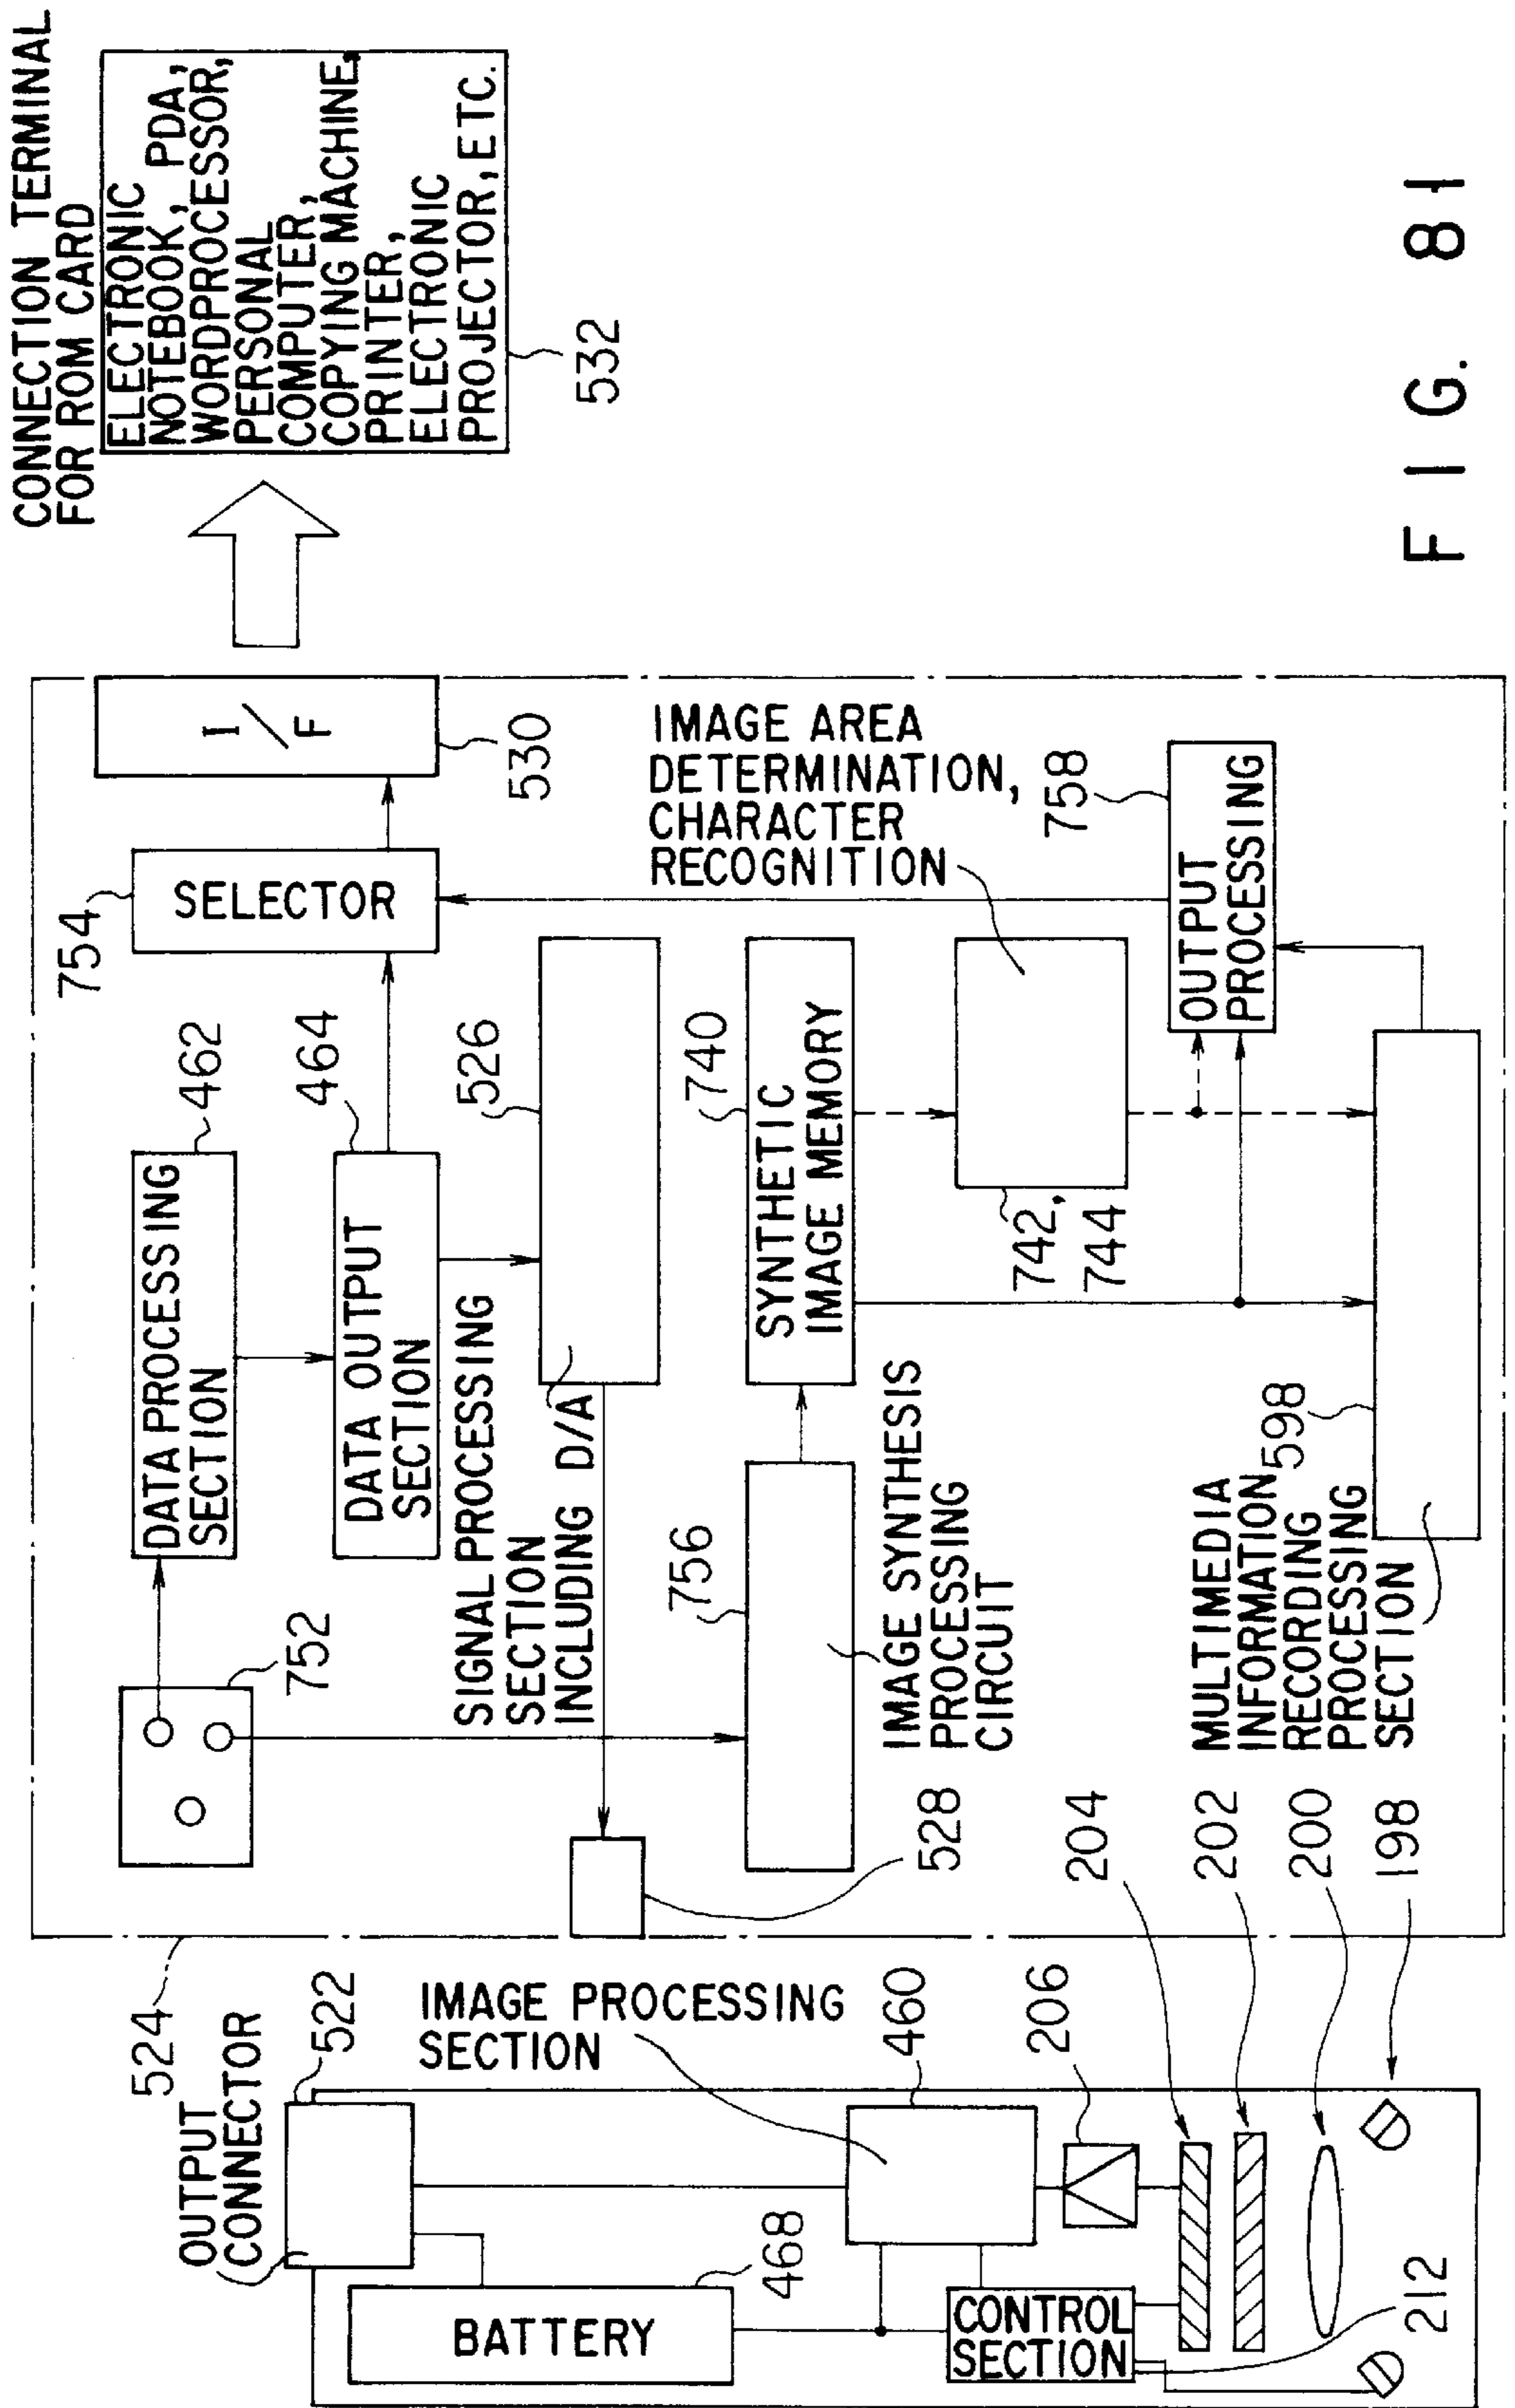 CONNECTION TERMINAL
FOR ROM CARD
ELECTRONIC
NOTEBOOK, PDA,
WORDPROCESSOR,
PERSONAL
COMPUTER,
COPYING MACHINE,
PRINTER,
ELECTRONIC
PROJECTOR, ETC.
532
I/F
530
754
SELECTOR
DATA PROCESSING
SECTION
462
DATA OUTPUT
SECTION
464
752
SIGNAL PROCESSING
SECTION
INCLUDING D/A
526
528
756
IMAGE SYNTHESIS
PROCESSING
CIRCUIT
740
SYNTHETIC
IMAGE MEMORY
IMAGE AREA
DETERMINATION,
CHARACTER
RECOGNITION
742,
744
758
OUTPUT
PROCESSING
MULTIMEDIA
INFORMATION
RECORDING
PROCESSING
SECTION
598
524
OUTPUT
CONNECTOR
522
IMAGE PROCESSING
SECTION
460
206
204
202
200
198
BATTERY
468
CONTROL
SECTION
212
FIG. 81